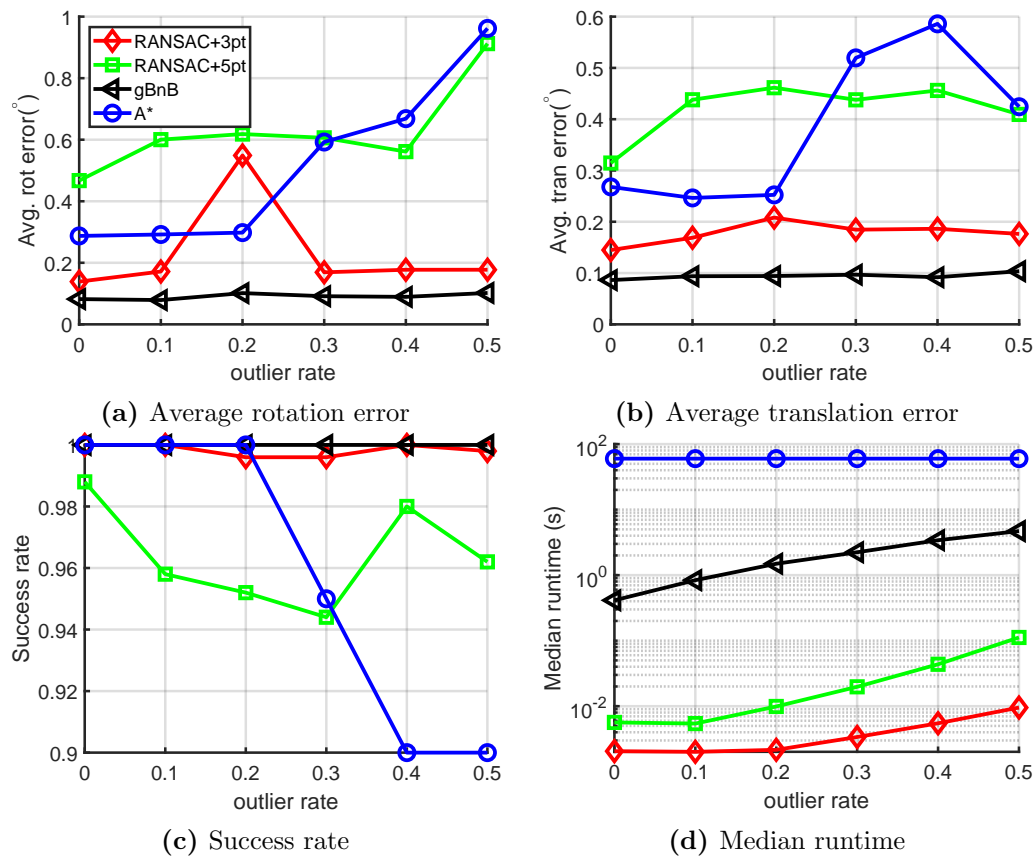 1
0.8
0.6
0.4
0.2
0
Avg. rot error(°)
RANSAC+3pt
RANSAC+5pt
gBnB
A*
0 0.1 0.2 0.3 0.4 0.5
outlier rate
(a) Average rotation error
0.6
0.5
0.4
0.3
0.2
0.1
0
Avg. tran error(°)
0 0.1 0.2 0.3 0.4 0.5
outlier rate
(b) Average translation error
1
0.98
0.96
0.94
0.92
0.9
Success rate
0 0.1 0.2 0.3 0.4 0.5
outlier rate
(c) Success rate
10²
10⁰
10⁻²
Median runtime (s)
0 0.1 0.2 0.3 0.4 0.5
outlier rate
(d) Median runtime